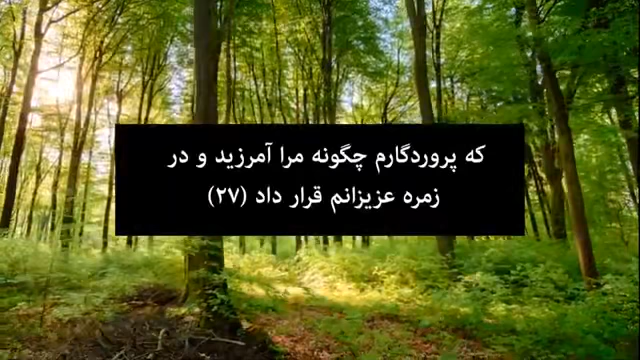 که پروردگارم چگونه مرا آمرزید و در
زمره عزیزانم قرار داد (۲۷)